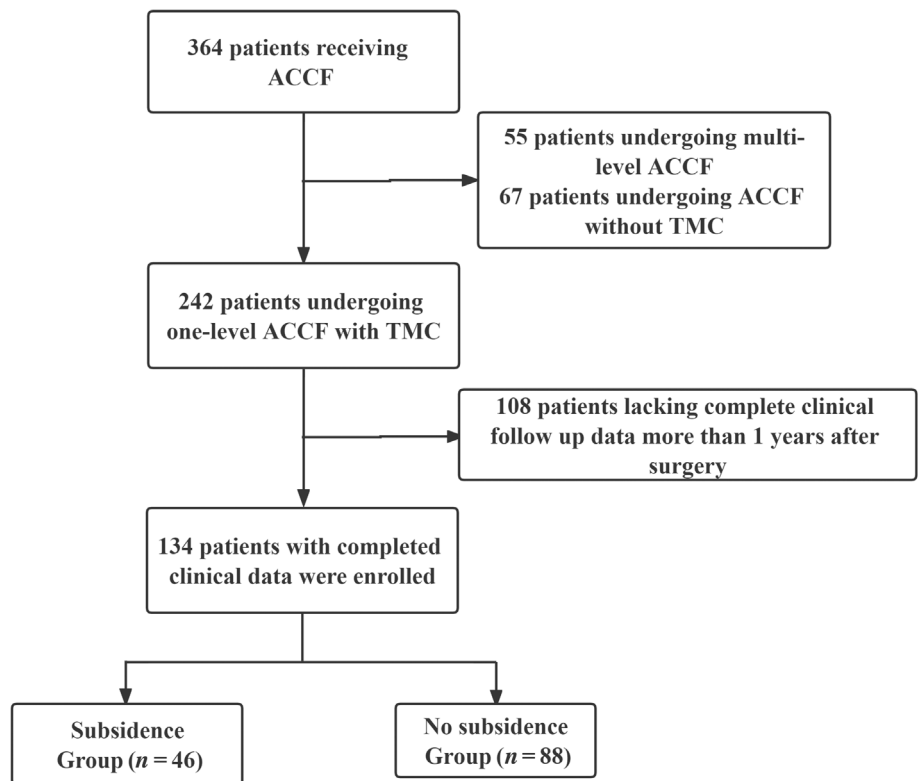 364 patients receiving
ACCF
55 patients undergoing multi-
level ACCF
67 patients undergoing ACCF
without TMC
242 patients undergoing
one-level ACCF with TMC
108 patients lacking complete clinical
follow up data more than 1 years after
surgery
134 patients with completed
clinical data were enrolled
Subsidence
Group (n = 46)
No subsidence
Group (n = 88)